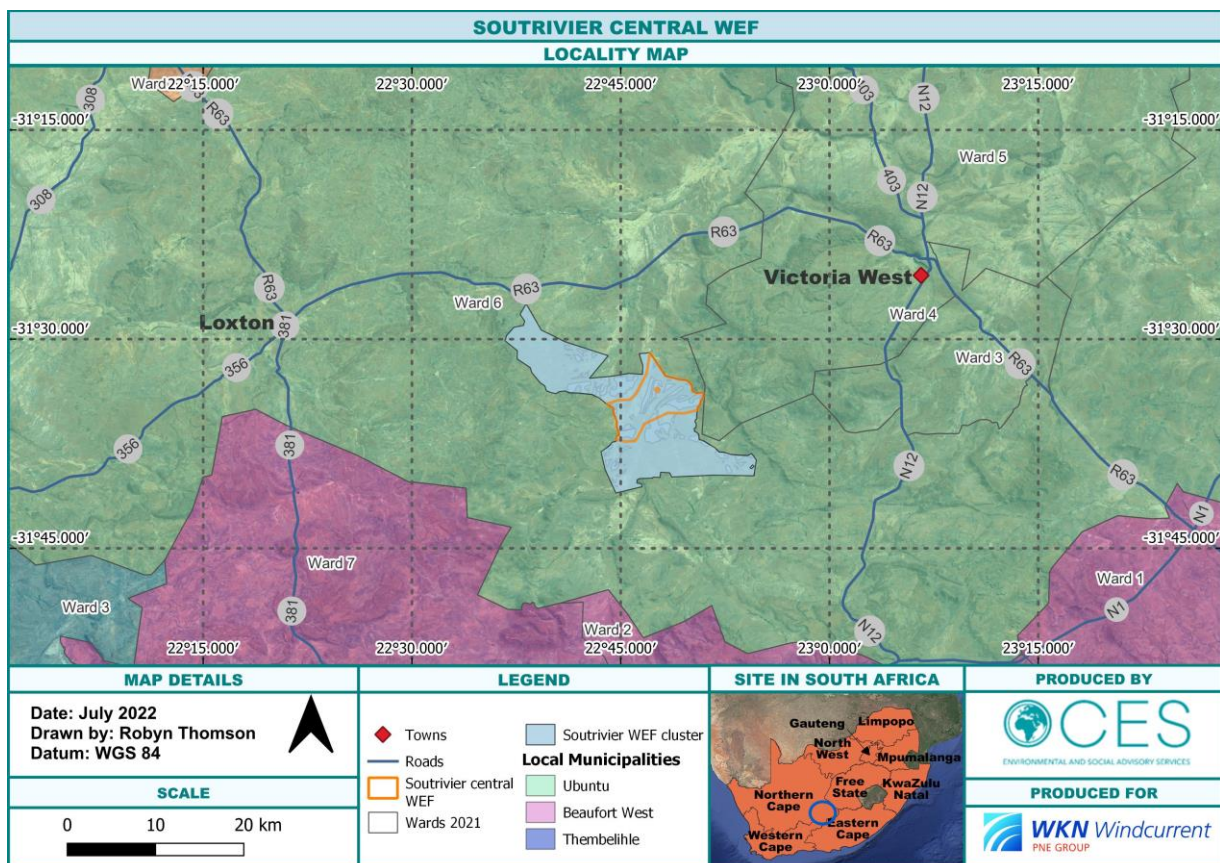 SOUTRIVIER CENTRAL WEF
LOCALITY MAP
22°15.000′
22°30.000′
22°45.000′
23°0.000′
23°15.000′
Ward
308
R63
403
N12
-31°15.000′
-31°15.000′
Ward 5
308
403
N12
R63
R63
Victoria West
R63
R63
Ward 6
Loxton
381
Ward 4
-31°30.000′
-31°30.000′
Ward 3
356
R63
356
381
N12
R63
N1
-31°45.000′
-31°45.000′
Ward 7
Ward 1
Ward 3
381
N1
Ward 2
N12
22°15.000′
22°30.000′
22°45.000′
23°0.000′
23°15.000′
MAP DETAILS
Date: July 2022
Drawn by: Robyn Thomson
Datum: WGS 84
SCALE
0 10 20 km
LEGEND
Towns
Roads
Soutrivier central
WEF
Wards 2021
Soutrivier WEF cluster
Local Municipalities
Ubuntu
Beaufort West
Thembelihle
SITE IN SOUTH AFRICA
Limpopo
Gauteng
North
West
Mpumalanga
Free
State
KwaZulu
Natal
Northern
Cape
Eastern
Cape
Western
Cape
PRODUCED BY
CES
ENVIRONMENTAL AND SOCIAL ADVISORY SERVICES
PRODUCED FOR
WKN Windcurrent
PNE GROUP